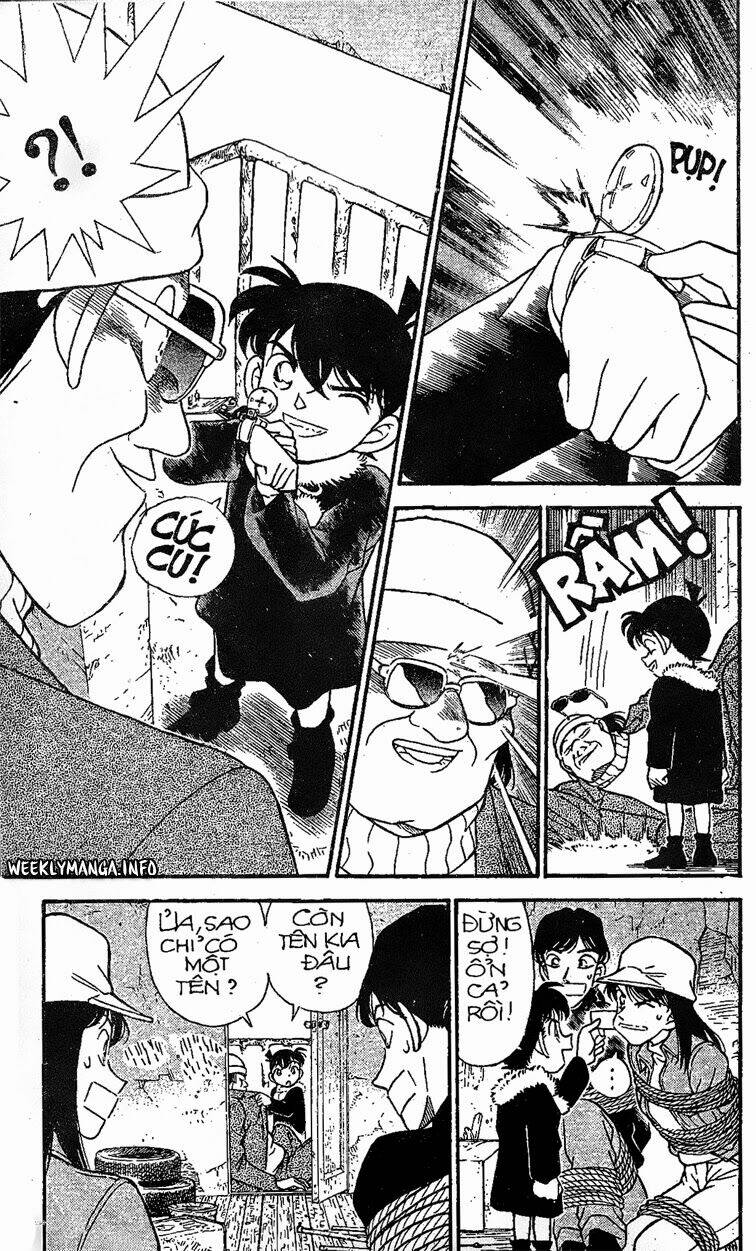 ?!
CÚC
CU!
PỤP!
RẦM!
WEEKLYMANGA.INFO
ỦA, SAO
CHỈ CÓ
MỘT
TÊN?
CÒN
TÊN KIA
ĐÂU
?
ĐỪNG
SỢ!
ỔN
CẢ
RỒI!
...